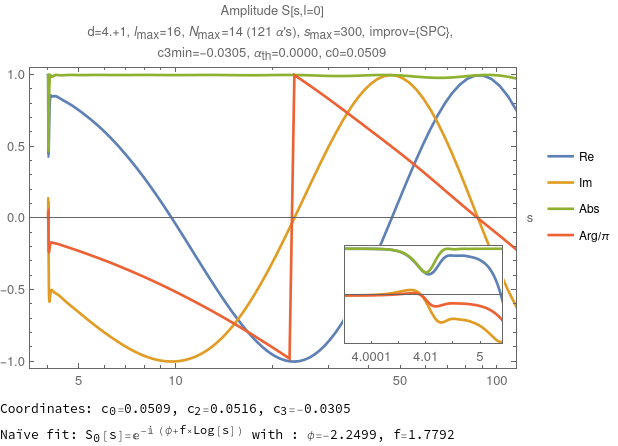 Amplitude S[s,l=0]
d=4.+1, lmax=16, Nmax=14 (121 α's), smax=300, improv={SPC},
c3min=-0.0305, αth=0.0000, c0=0.0509
1.0
0.5
0.0
-0.5
-1.0
s
5
10
50
100
4.0001
4.01
5
Re
Im
Abs
Arg/π
Coordinates: c0=0.0509, c2=0.0516, c3=-0.0305
Naïve fit: S0[s]=e^-i (ϕ+f×Log[s]) with : ϕ=-2.2499, f=1.7792